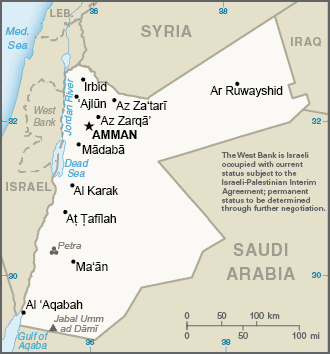 36
38
LEB.
SYRIA
IRAQ
Med.
Sea
Irbid
‘Ajlūn
Az Za‘tarī
Ar Ruwayshid
West
Bank
Jordan River
Az Zarqā’
32
32
AMMAN
Mādabā
Dead
Sea
The West Bank is Israeli
occupied with current
status subject to the
Israeli-Palestinian Interim
Agreement; permanent
status to be determined
through further negotiation.
ISRAEL
Al Karak
Aţ Ţafīlah
Petra
Ma‘ān
SAUDI
ARABIA
30
30
Al ‘Aqabah
Jabal Umm
ad Dāmī
Gulf of
Aqaba
36
38
0 50 100 km
0 50 100 mi